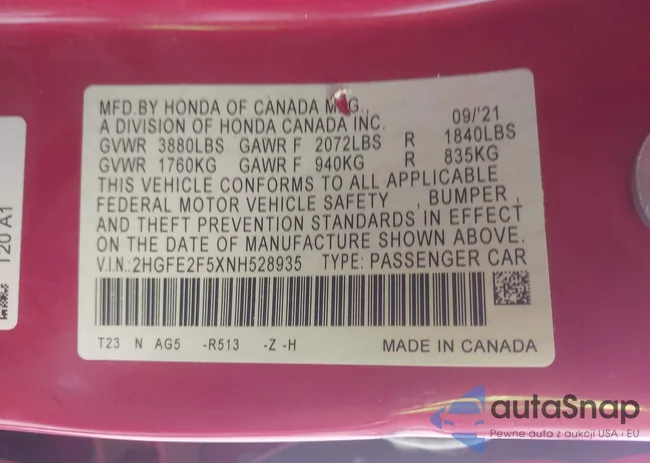 MFD.BY HONDA OF CANADA MFG., 09/'21
A DIVISION OF HONDA CANADA INC.
GVWR 3880LBS GAWR F 2072LBS R 1840LBS
GVWR 1760KG GAWR F 940KG R 835KG
THIS VEHICLE CONFORMS TO ALL APPLICABLE
FEDERAL MOTOR VEHICLE SAFETY , BUMPER ,
AND THEFT PREVENTION STANDARDS IN EFFECT
ON THE DATE OF MANUFACTURE SHOWN ABOVE.
V.I.N.: 2HGFE2F5XNH528935 TYPE: PASSENGER CAR
T23 N AG5 -R513 -Z -H MADE IN CANADA
T20 A1
autaSnap
Pewne auta z aukcji USA i EU